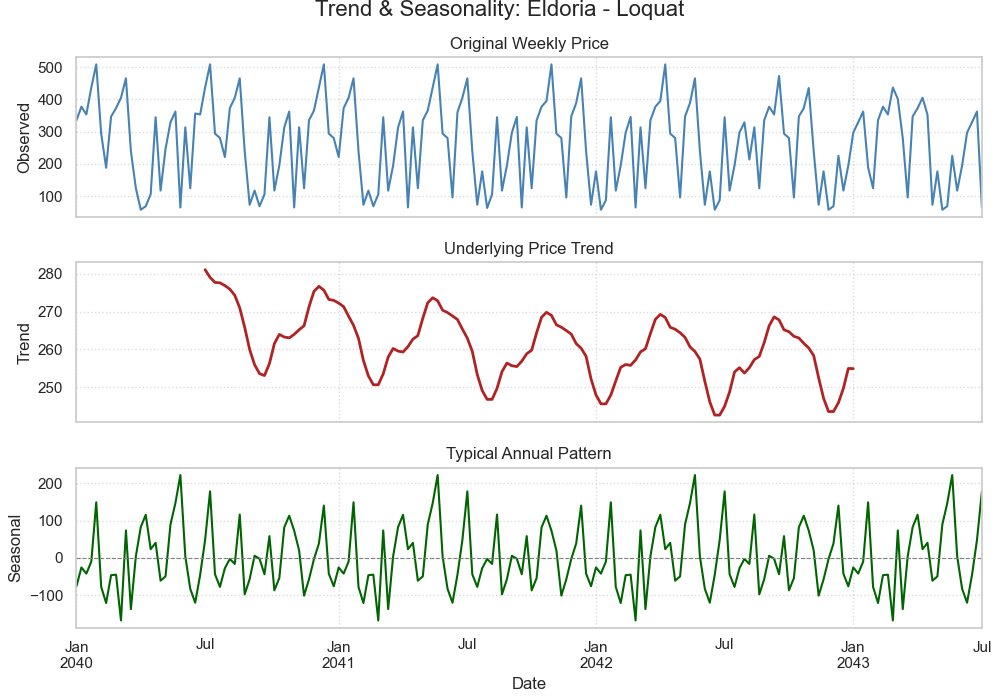 Trend & Seasonality: Eldoria - Loquat
Original Weekly Price
500
400
300
200
100
Observed
Underlying Price Trend
280
270
260
250
Trend
Typical Annual Pattern
200
100
0
−100
Seasonal
Jan Jul Jan Jul Jan Jul Jan Jul
2040 2041 2042 2043
Date